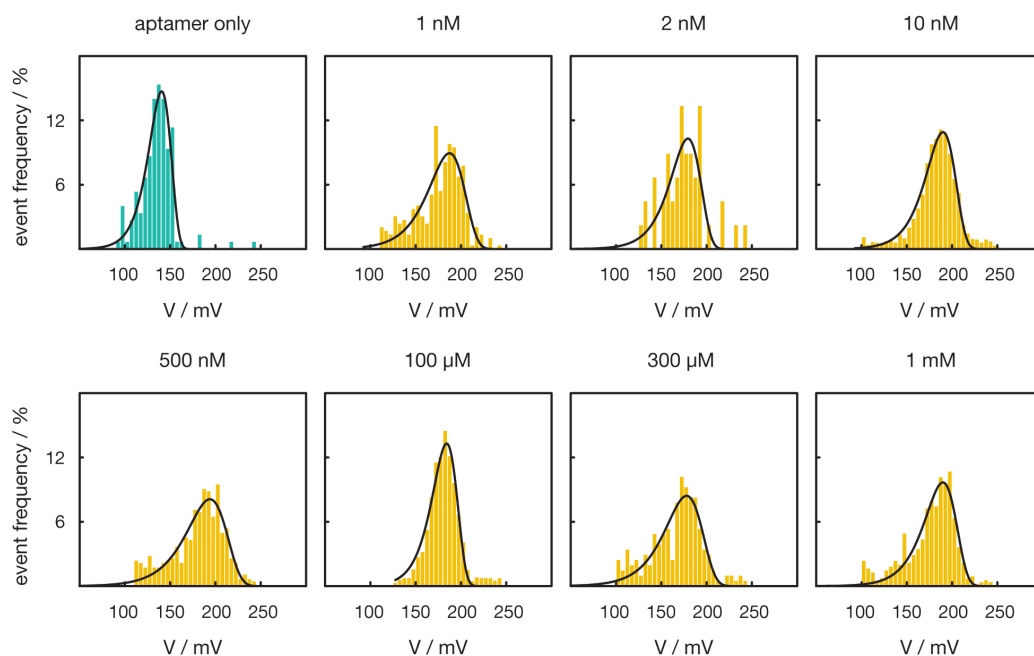 aptamer only
1 nM
2 nM
10 nM
event frequency / %
12
6
100 150 200 250
100 150 200 250
100 150 200 250
100 150 200 250
V / mV
V / mV
V / mV
V / mV
500 nM
100 µM
300 µM
1 mM
event frequency / %
12
6
100 150 200 250
100 150 200 250
100 150 200 250
100 150 200 250
V / mV
V / mV
V / mV
V / mV